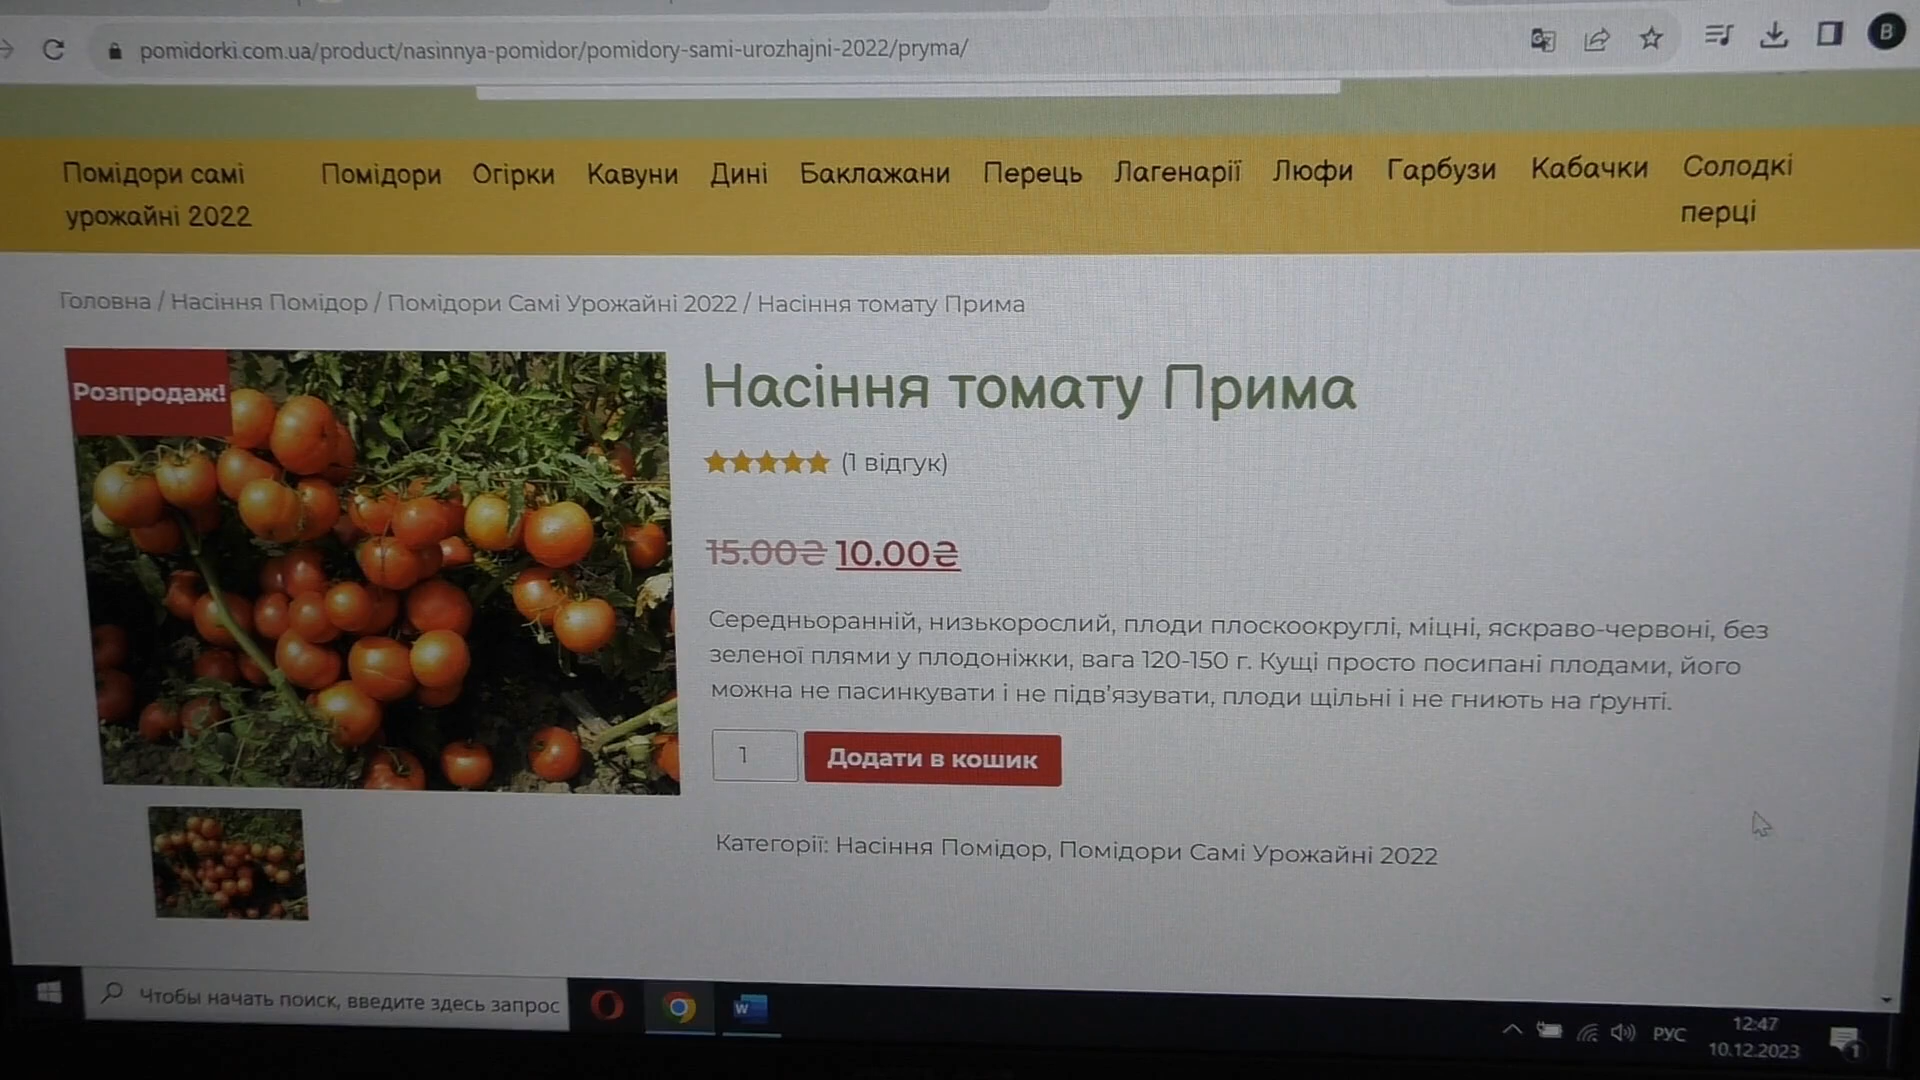 pomidorki.com.ua/product/nasinnya-pomidor/pomidory-sami-urozhajni-2022/pryma/
B
Помідори самі урожайні 2022
Помідори
Огірки
Кавуни
Дині
Баклажани
Перець
Лагенарії
Люфи
Гарбузи
Кабачки
Солодкі перці
Головна / Насіння Помідор / Помідори Самі Урожайні 2022 / Насіння томату Прима
Розпродаж!
Насіння томату Прима
(1 відгук)
15.00₴ 10.00₴
Середньоранній, низькорослий, плоди плоскоокруглі, міцні, яскраво-червоні, без
зеленої плями у плодоніжки, вага 120-150 г. Кущі просто посипані плодами, його
можна не пасинкувати і не підв'язувати, плоди щільні і не гниють на ґрунті.
1
Додати в кошик
Категорії: Насіння Помідор, Помідори Самі Урожайні 2022
Чтобы начать поиск, введите здесь запрос
W
РУС
12:47
10.12.2023
1